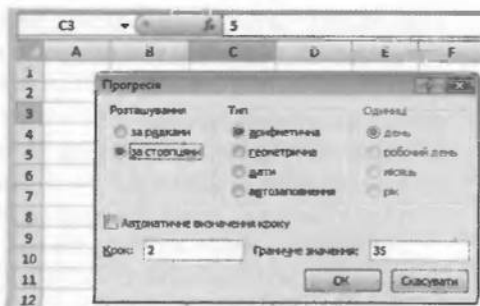 C3 fx 5
A B C D E F
1
2 Прогресія
3 Розташування Тип Одиниці
4 за рядками арифметична день
5 за стовпцями геометрична робочий день
6 дати місяць
7 автозаповнення рік
8 Автоматичне визначення кроку
9
10 Крок: 2 Граничне значення: 35
11 ОК Скасувати
12